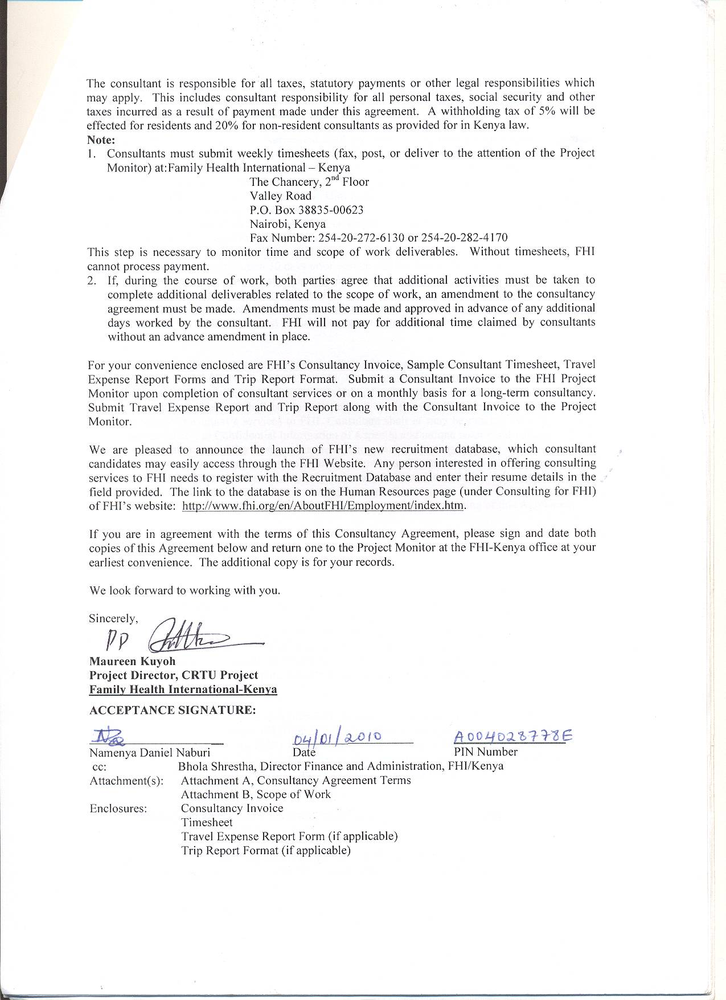 The consultant is responsible for all taxes, statutory payments or other legal responsibilities which
may apply. This includes consultant responsibility for all personal taxes, social security and other
taxes incurred as a result of payment made under this agreement. A withholding tax of 5% will be
effected for residents and 20% for non-resident consultants as provided for in Kenya law.
Note:
1. Consultants must submit weekly timesheets (fax, post, or deliver to the attention of the Project
Monitor) at:Family Health International – Kenya
The Chancery, 2nd Floor
Valley Road
P.O. Box 38835-00623
Nairobi, Kenya
Fax Number: 254-20-272-6130 or 254-20-282-4170
This step is necessary to monitor time and scope of work deliverables. Without timesheets, FHI
cannot process payment.
2. If, during the course of work, both parties agree that additional activities must be taken to
complete additional deliverables related to the scope of work, an amendment to the consultancy
agreement must be made. Amendments must be made and approved in advance of any additional
days worked by the consultant. FHI will not pay for additional time claimed by consultants
without an advance amendment in place.
For your convenience enclosed are FHI's Consultancy Invoice, Sample Consultant Timesheet, Travel
Expense Report Forms and Trip Report Format. Submit a Consultant Invoice to the FHI Project
Monitor upon completion of consultant services or on a monthly basis for a long-term consultancy.
Submit Travel Expense Report and Trip Report along with the Consultant Invoice to the Project
Monitor.
We are pleased to announce the launch of FHI's new recruitment database, which consultant
candidates may easily access through the FHI Website. Any person interested in offering consulting
services to FHI needs to register with the Recruitment Database and enter their resume details in the
field provided. The link to the database is on the Human Resources page (under Consulting for FHI)
of FHI's website: http://www.fhi.org/en/AboutFHI/Employment/index.htm.
If you are in agreement with the terms of this Consultancy Agreement, please sign and date both
copies of this Agreement below and return one to the Project Monitor at the FHI-Kenya office at your
earliest convenience. The additional copy is for your records.
We look forward to working with you.
Sincerely,
PP
Maureen Kuyoh
Project Director, CRTU Project
Family Health International-Kenya
ACCEPTANCE SIGNATURE:
04/01/2010 A004028778E
Namenya Daniel Naburi Date PIN Number
cc: Bhola Shrestha, Director Finance and Administration, FHI/Kenya
Attachment(s): Attachment A, Consultancy Agreement Terms
Attachment B, Scope of Work
Enclosures: Consultancy Invoice
Timesheet
Travel Expense Report Form (if applicable)
Trip Report Format (if applicable)